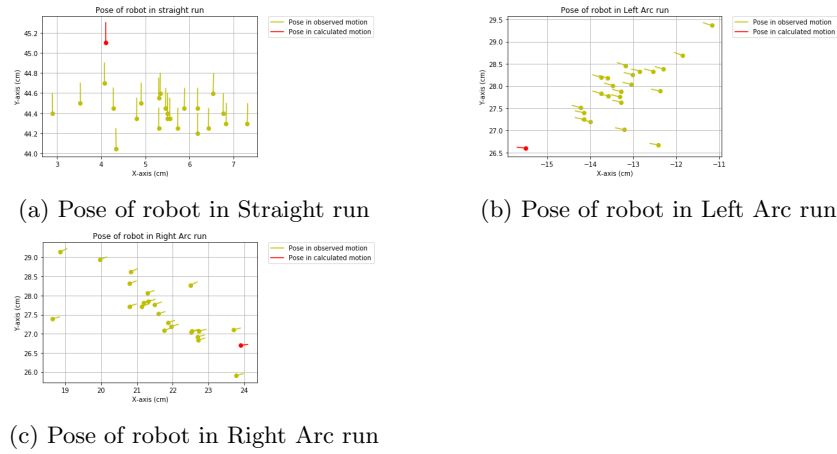 Pose of robot in straight run
Pose in observed motion
Pose in calculated motion
Y-axis (cm)
45.2
45.0
44.8
44.6
44.4
44.2
44.0
3 4 5 6 7
X-axis (cm)
(a) Pose of robot in Straight run
Pose of robot in Left Arc run
Pose in observed motion
Pose in calculated motion
Y-axis (cm)
29.5
29.0
28.5
28.0
27.5
27.0
26.5
−15 −14 −13 −12 −11
X-axis (cm)
(b) Pose of robot in Left Arc run
Pose of robot in Right Arc run
Pose in observed motion
Pose in calculated motion
Y-axis (cm)
29.0
28.5
28.0
27.5
27.0
26.5
26.0
19 20 21 22 23 24
X-axis (cm)
(c) Pose of robot in Right Arc run